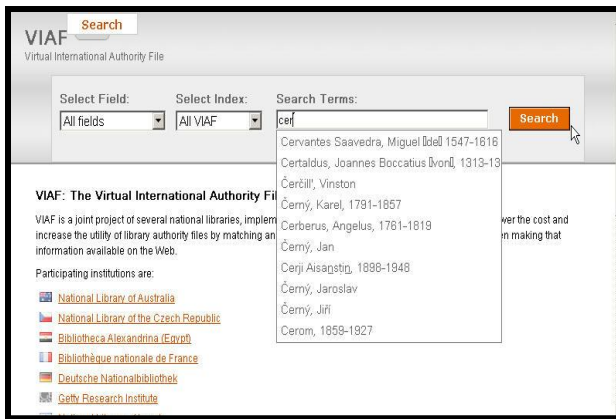 Search
VIAF
Virtual International Authority File
Select Field: Select Index: Search Terms:
All fields All VIAF cer Search
Cervantes Saavedra, Miguel ▯de▯ 1547-1616
Certaldus, Joannes Boccatius ▯von▯, 1313-13
Čerčill', Vinston
Černý, Karel, 1791-1857
Cerberus, Angelus, 1761-1819
Černý, Jan
Cerji Aisanstin, 1898-1948
Černý, Jaroslav
Černý, Jiří
Cerom, 1859-1927
VIAF: The Virtual International Authority Fi
VIAF is a joint project of several national libraries, implem wer the cost and
increase the utility of library authority files by matching an n making that
information available on the Web.
Participating institutions are:
National Library of Australia
National Library of the Czech Republic
Bibliotheca Alexandrina (Egypt)
Bibliothèque nationale de France
Deutsche Nationalbibliothek
Getty Research Institute